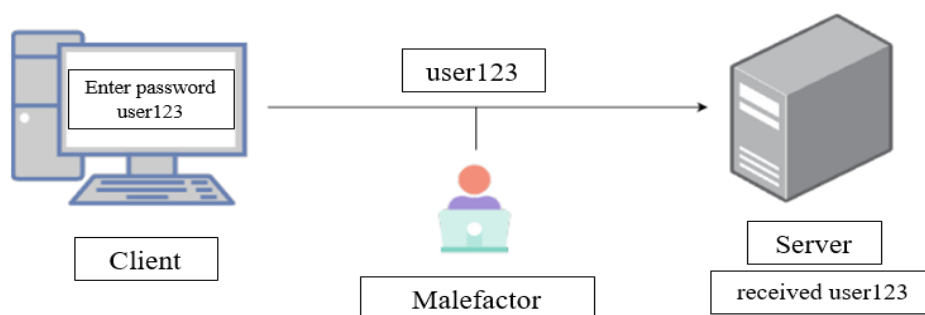 Enter password
user123
user123
Client
Malefactor
Server
received user123